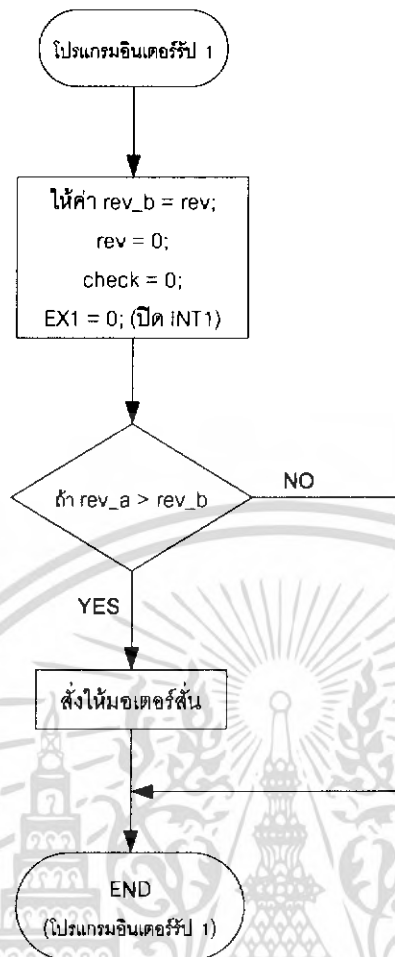 โปรแกรมอินเตอร์รัป 1
ให้ค่า rev_b = rev;
rev = 0;
check = 0;
EX1 = 0; (ปิด INT1)
ถ้า rev_a > rev_b
NO
YES
สั่งให้มอเตอร์สั่น
END
(โปรแกรมอินเตอร์รัป 1)